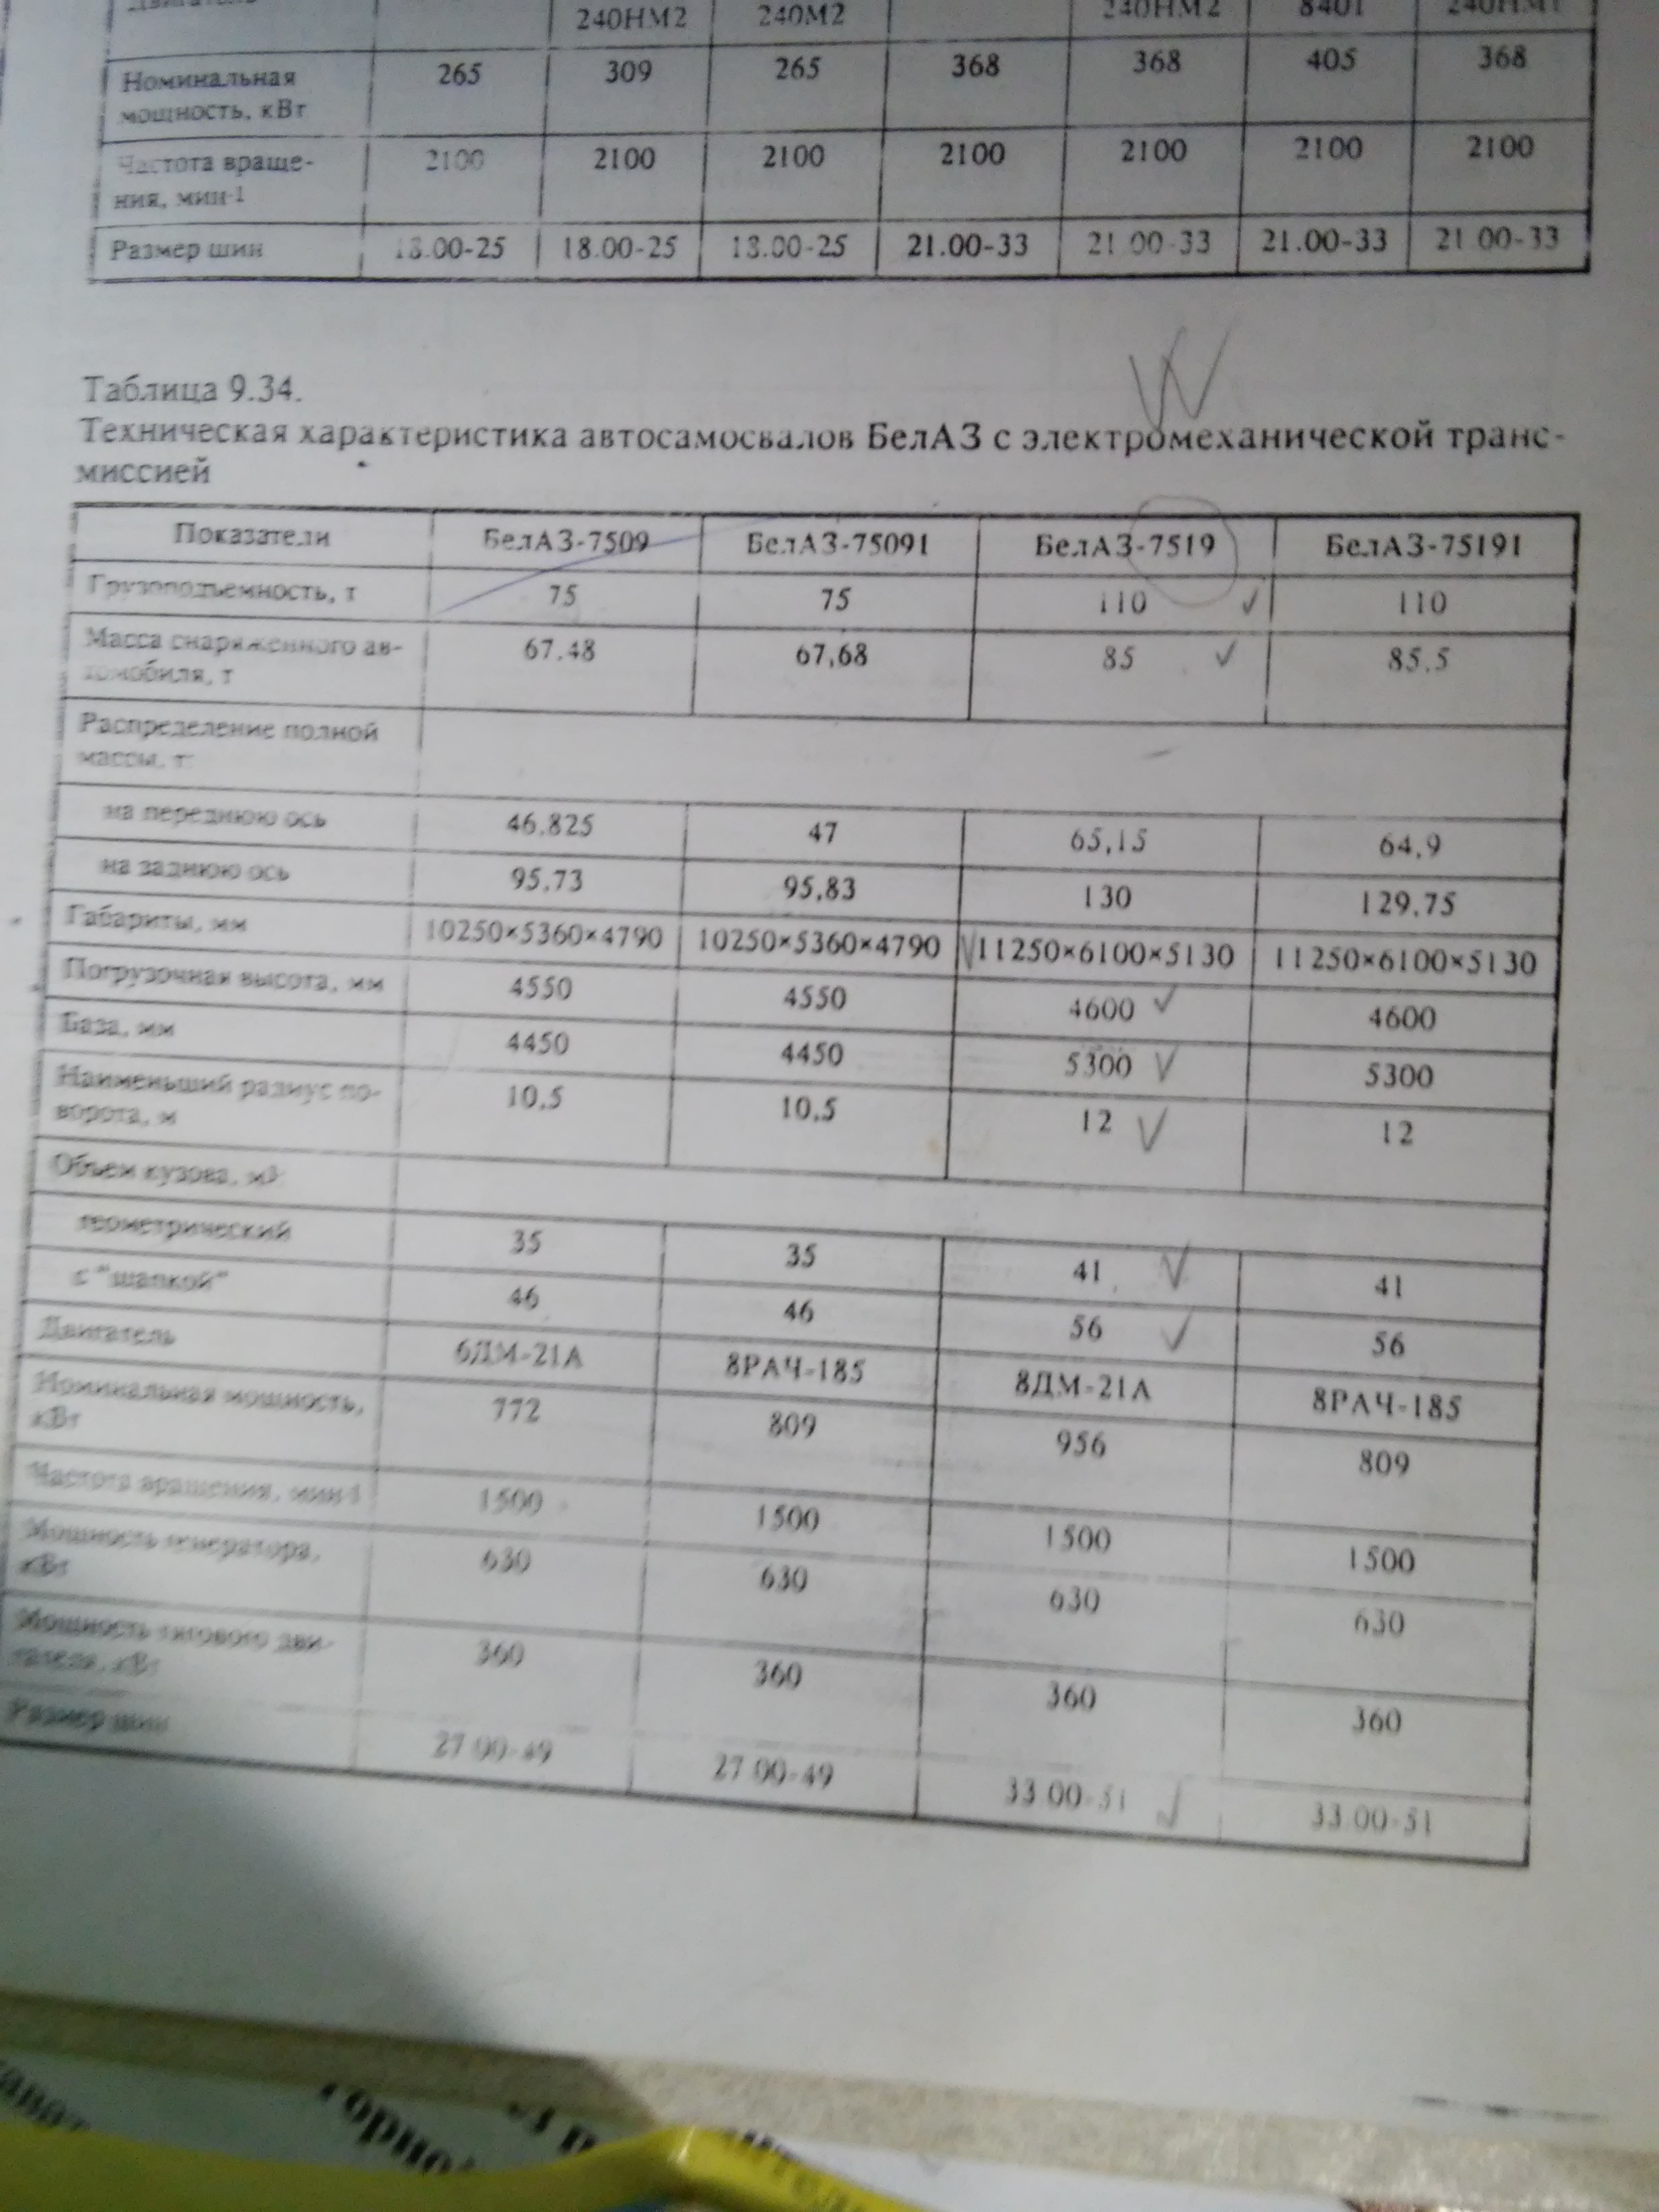 240НМ2 240М2 240НМ2 8401 240НМ1
Номинальная 265 309 265 368 368 405 368
мощность, кВт
Частота враще- 2100 2100 2100 2100 2100 2100 2100
ния, мин-1
Размер шин 18.00-25 18.00-25 18.00-25 21.00-33 21.00-33 21.00-33 21.00-33
Таблица 9.34.
Техническая характеристика автосамосвалов БелАЗ с электромеханической транс-
миссией
Показатели БелАЗ-7509 БелАЗ-75091 БелАЗ-7519 БелАЗ-75191
Грузоподъемность, т 75 75 110 110
Масса снаряженного ав- 67.48 67,68 85 85,5
томобиля, т
Распределение полной
массы, т:
на переднюю ось 46,825 47 65,15 64,9
на заднюю ось 95,73 95,83 130 129,75
Габариты, мм 10250×5360×4790 10250×5360×4790 11250×6100×5130 11250×6100×5130
Погрузочная высота, мм 4550 4550 4600 4600
База, мм 4450 4450 5300 5300
Наименьший радиус по- 10,5 10,5 12 12
ворота, м
Объем кузова, м3:
геометрический 35 35 41 41
с "шапкой" 46 46 56 56
Двигатель 6ДМ-21А 8РАЧ-185 8ДМ-21А 8РАЧ-185
Номинальная мощность, 772 809 956 809
кВт
Частота вращения, мин-1 1500 1500 1500 1500
Мощность генератора, 630 630 630 630
кВт
Мощность тягового дви- 360 360 360 360
гателя, кВт
Размер шин 27.00-49 27.00-49 33.00-51 33.00-51